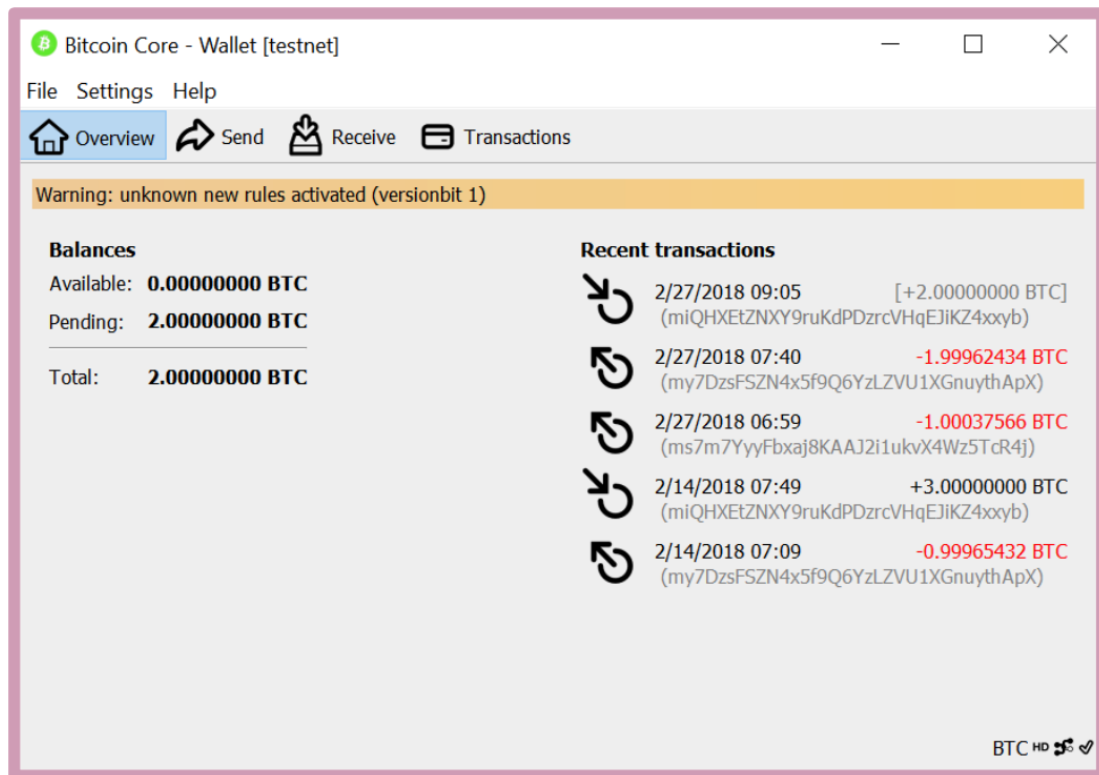 Bitcoin Core - Wallet [testnet]
File Settings Help
Overview Send Receive Transactions
Warning: unknown new rules activated (versionbit 1)
Balances
Available: 0.00000000 BTC
Pending: 2.00000000 BTC
Total: 2.00000000 BTC
Recent transactions
2/27/2018 09:05 [+2.00000000 BTC]
(miQHXEtZNXY9ruKdPDzrcVHqEJiKZ4xxyb)
2/27/2018 07:40 -1.99962434 BTC
(my7DzsFSZN4x5f9Q6YzLZVU1XGnuythApX)
2/27/2018 06:59 -1.00037566 BTC
(ms7m7YyyFbxaj8KAAJ2i1ukvX4Wz5TcR4j)
2/14/2018 07:49 +3.00000000 BTC
(miQHXEtZNXY9ruKdPDzrcVHqEJiKZ4xxyb)
2/14/2018 07:09 -0.99965432 BTC
(my7DzsFSZN4x5f9Q6YzLZVU1XGnuythApX)
BTC HD